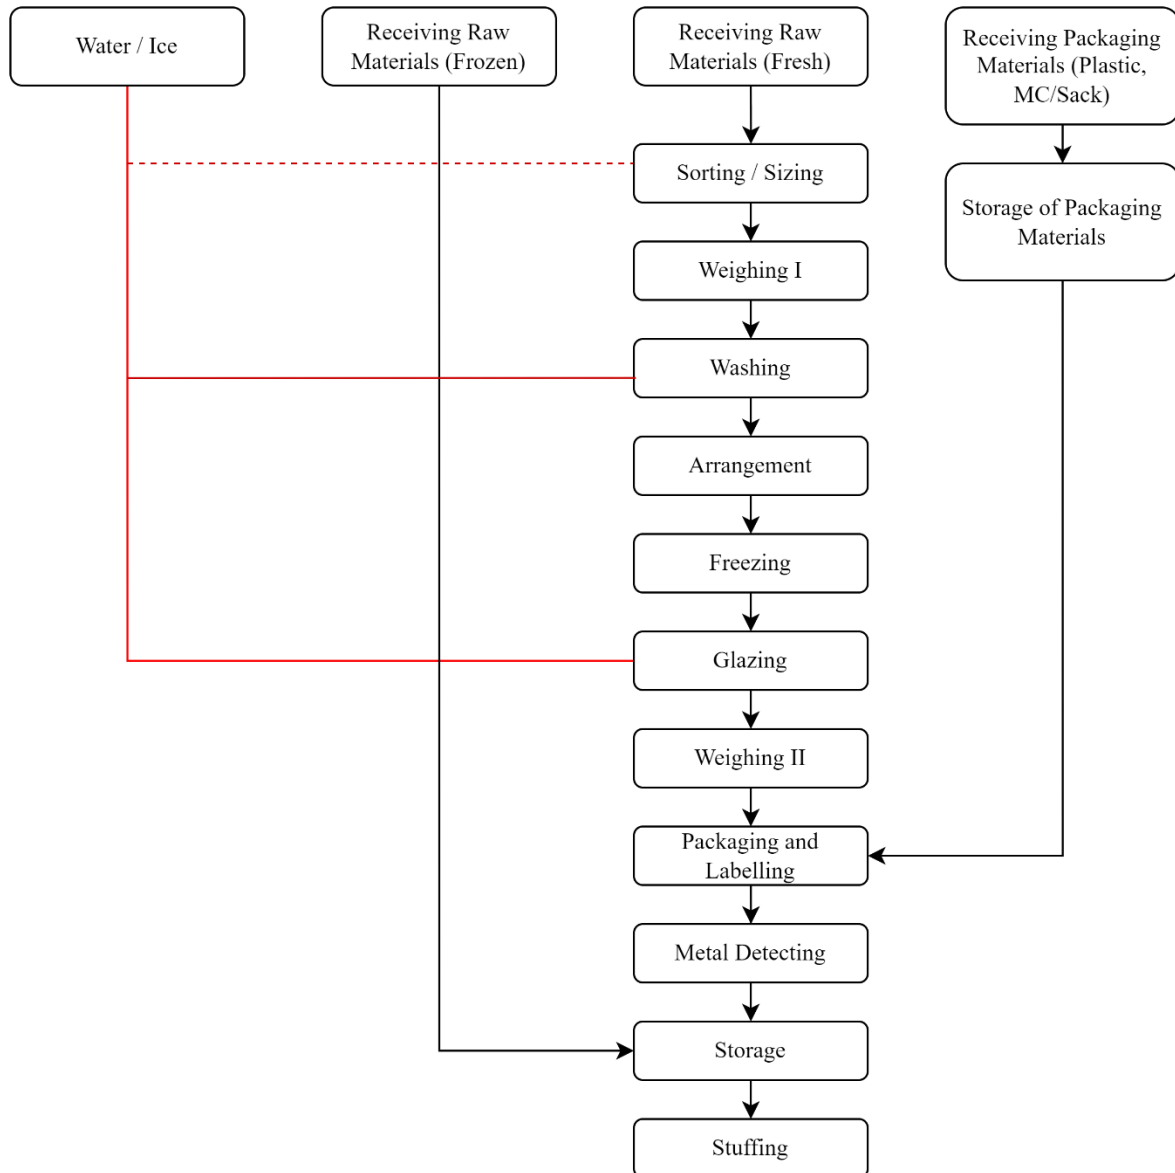 Water / Ice
Receiving Raw
Materials (Frozen)
Receiving Raw
Materials (Fresh)
Receiving Packaging
Materials (Plastic,
MC/Sack)
Sorting / Sizing
Storage of Packaging
Materials
Weighing I
Washing
Arrangement
Freezing
Glazing
Weighing II
Packaging and
Labelling
Metal Detecting
Storage
Stuffing